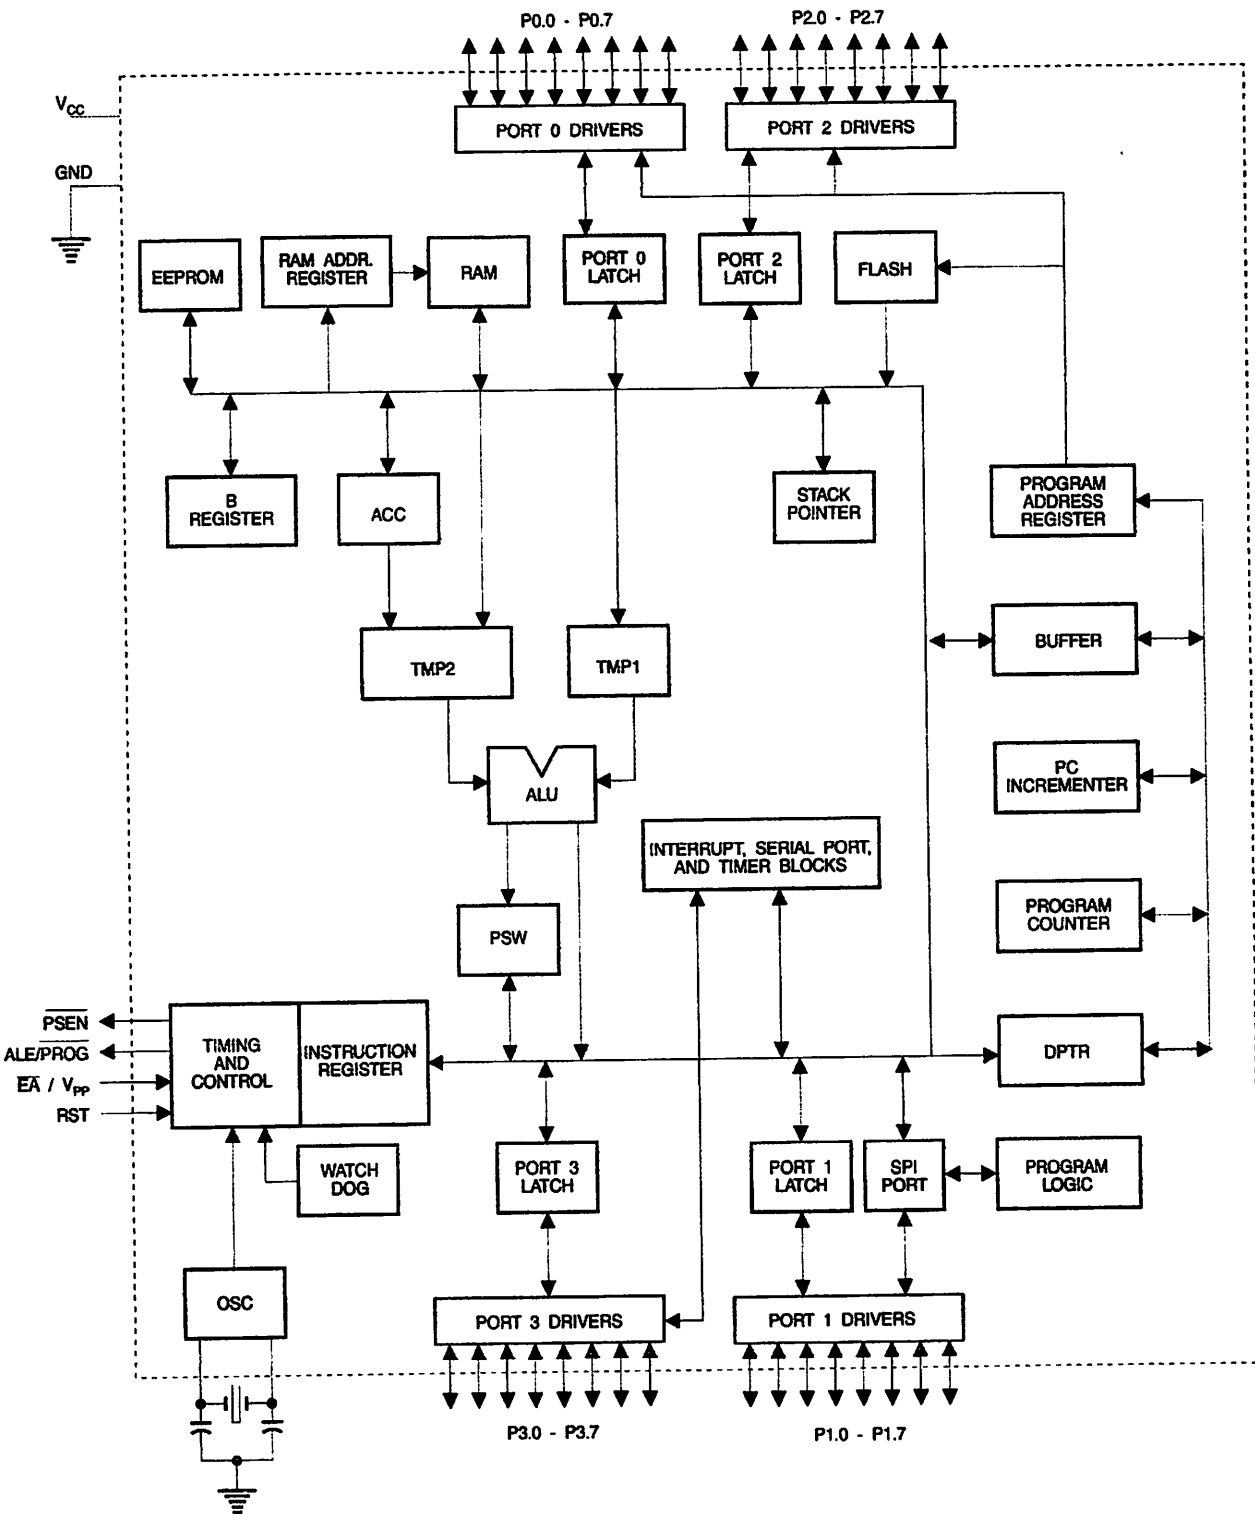 P0.0 - P0.7
P2.0 - P2.7
VCC
PORT 0 DRIVERS
PORT 2 DRIVERS
GND
EEPROM
RAM ADDR.
REGISTER
RAM
PORT 0
LATCH
PORT 2
LATCH
FLASH
B
REGISTER
ACC
STACK
POINTER
PROGRAM
ADDRESS
REGISTER
BUFFER
TMP2
TMP1
PC
INCREMENTER
ALU
INTERRUPT, SERIAL PORT,
AND TIMER BLOCKS
PROGRAM
COUNTER
PSW
PSEN
ALE/PROG
EA / VPP
RST
TIMING
AND
CONTROL
INSTRUCTION
REGISTER
DPTR
WATCH
DOG
PORT 3
LATCH
PORT 1
LATCH
SPI
PORT
PROGRAM
LOGIC
OSC
PORT 3 DRIVERS
PORT 1 DRIVERS
P3.0 - P3.7
P1.0 - P1.7